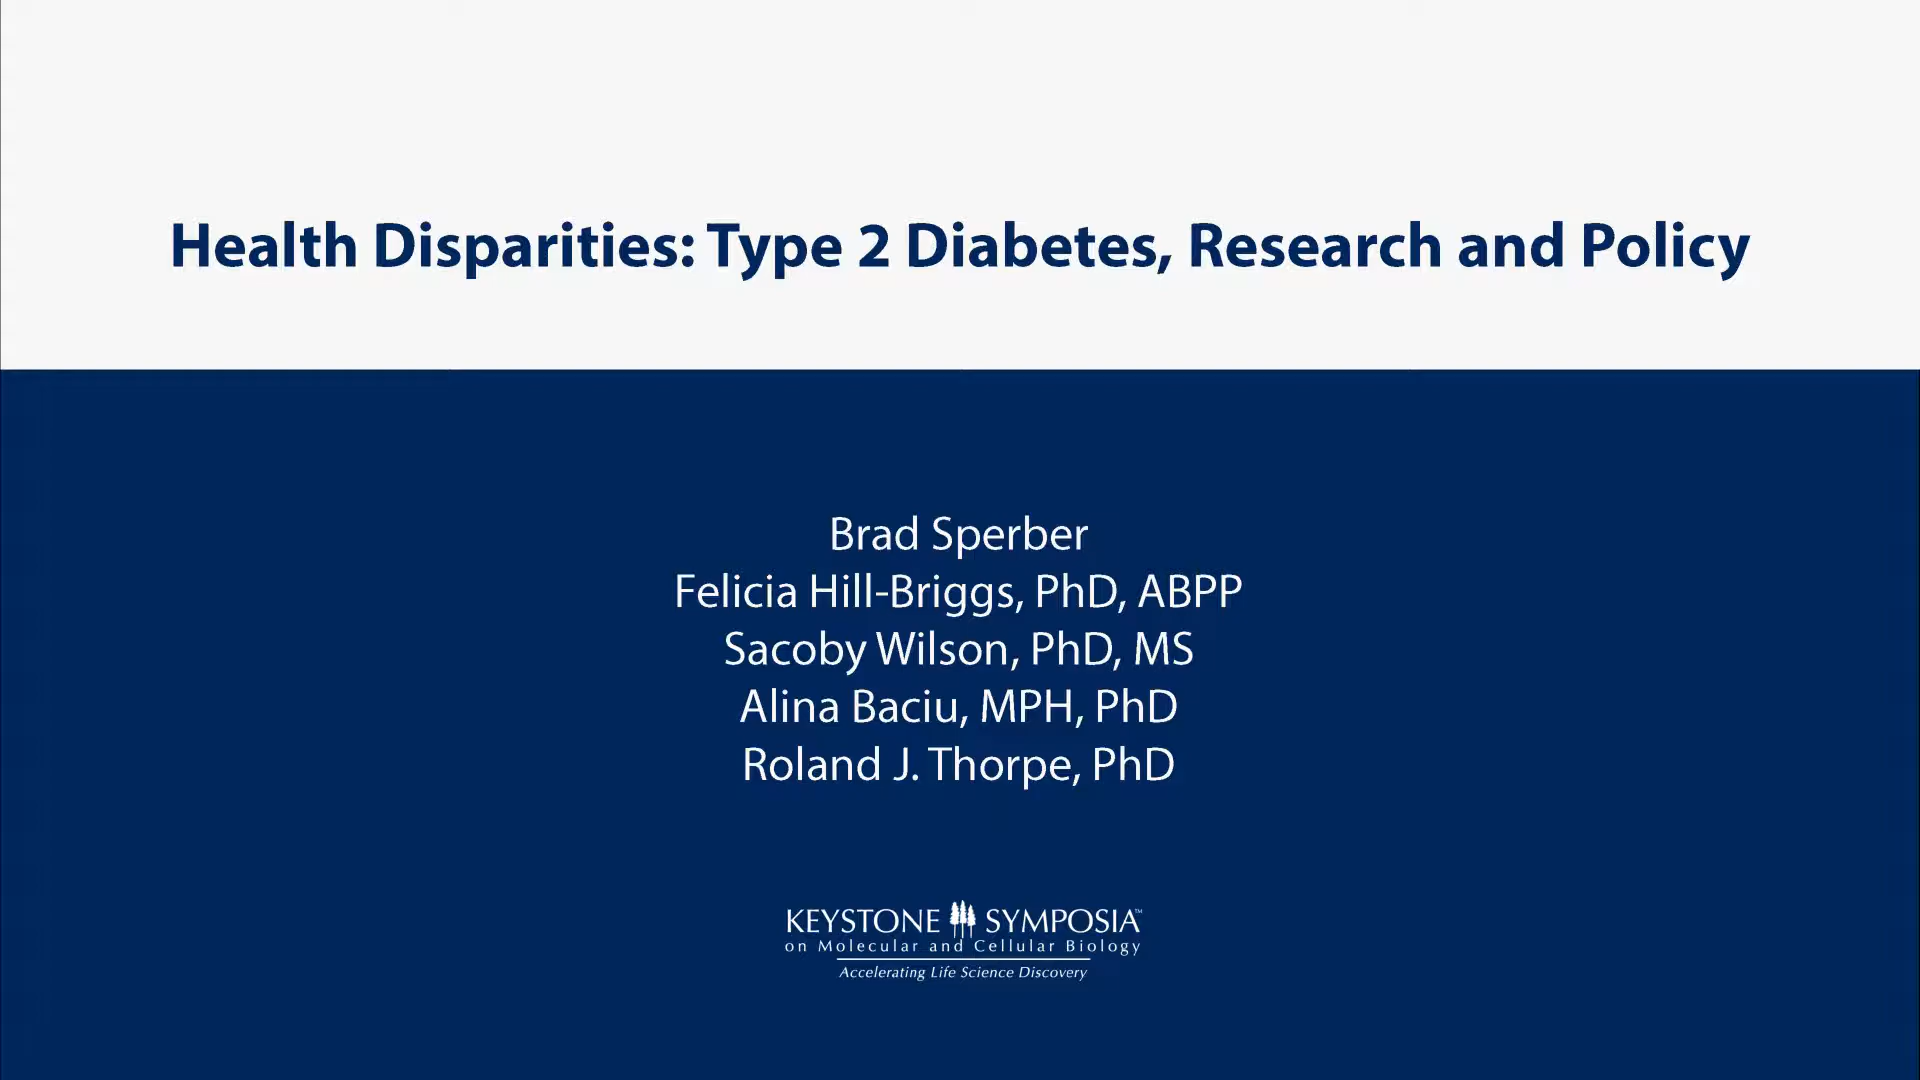 Health Disparities: Type 2 Diabetes, Research and Policy
Brad Sperber
Felicia Hill-Briggs, PhD, ABPP
Sacoby Wilson, PhD, MS
Alina Baciu, MPH, PhD
Roland J. Thorpe, PhD
KEYSTONE SYMPOSIA™
on Molecular and Cellular Biology
Accelerating Life Science Discovery